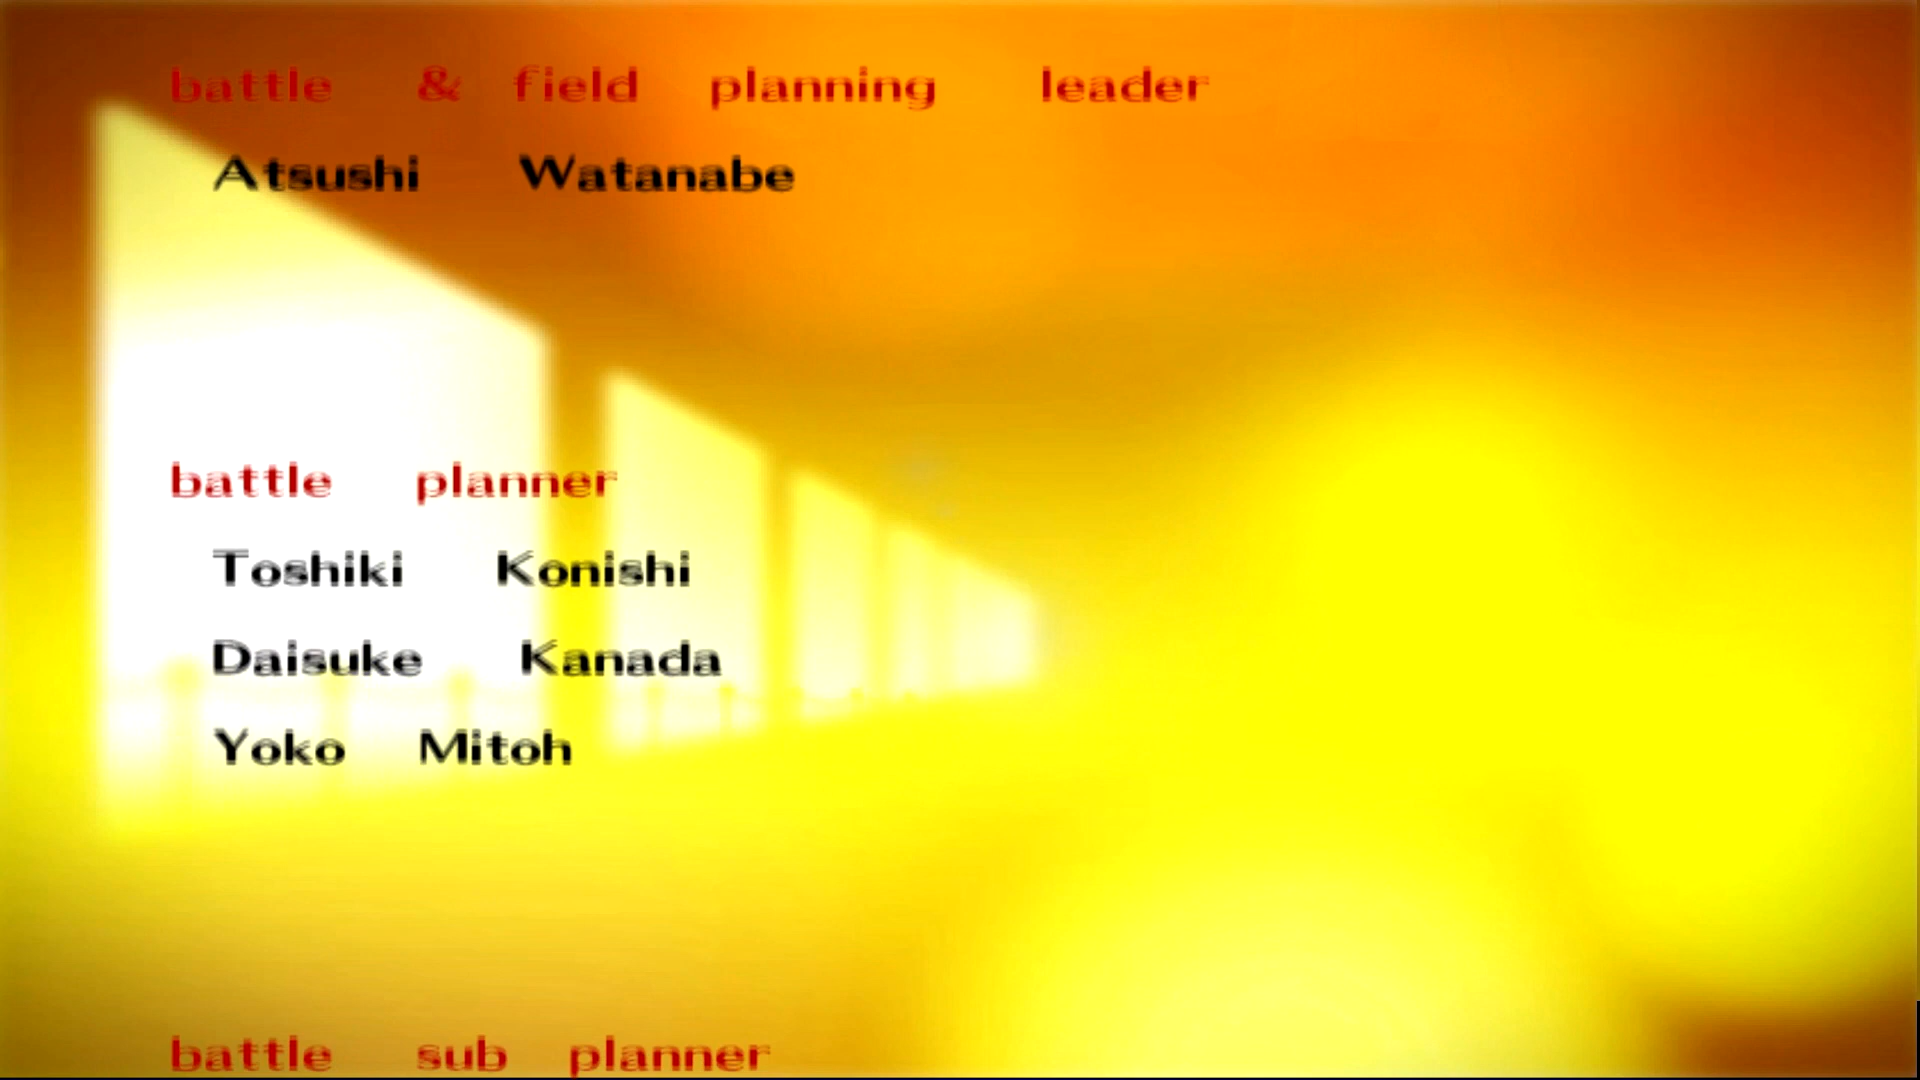 battle & field planning leader
Atsushi Watanabe
battle planner
Toshiki Konishi
Daisuke Kanada
Yoko Mitoh
battle sub planner